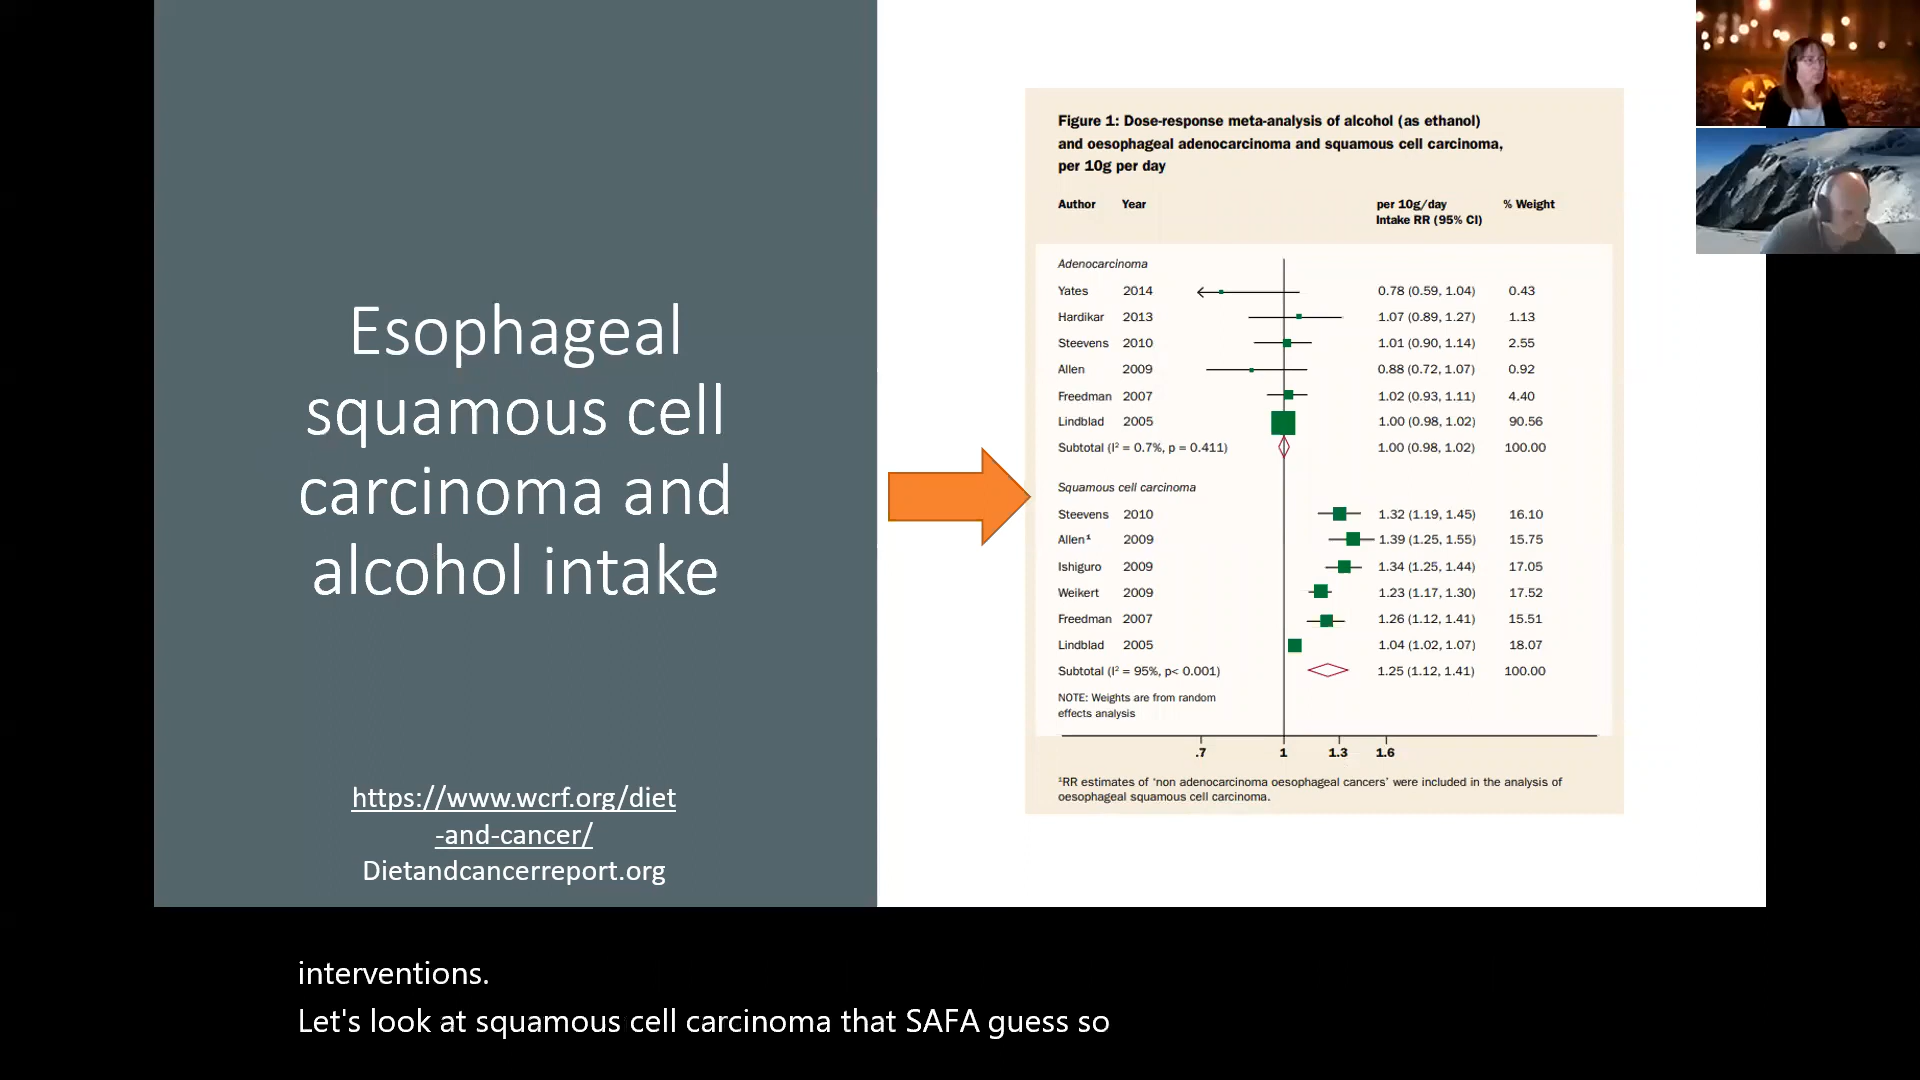 Esophageal
squamous cell
carcinoma and
alcohol intake
https://www.wcrf.org/diet
-and-cancer/
Dietandcancerreport.org
Figure 1: Dose-response meta-analysis of alcohol (as ethanol)
and oesophageal adenocarcinoma and squamous cell carcinoma,
per 10g per day
Author Year per 10g/day Intake RR (95% CI) % Weight
Adenocarcinoma
Yates 2014 0.78 (0.59, 1.04) 0.43
Hardikar 2013 1.07 (0.89, 1.27) 1.13
Steevens 2010 1.01 (0.90, 1.14) 2.55
Allen 2009 0.88 (0.72, 1.07) 0.92
Freedman 2007 1.02 (0.93, 1.11) 4.40
Lindblad 2005 1.00 (0.98, 1.02) 90.56
Subtotal (I² = 0.7%, p = 0.411) 1.00 (0.98, 1.02) 100.00
Squamous cell carcinoma
Steevens 2010 1.32 (1.19, 1.45) 16.10
Allen¹ 2009 1.39 (1.25, 1.55) 15.75
Ishiguro 2009 1.34 (1.25, 1.44) 17.05
Weikert 2009 1.23 (1.17, 1.30) 17.52
Freedman 2007 1.26 (1.12, 1.41) 15.51
Lindblad 2005 1.04 (1.02, 1.07) 18.07
Subtotal (I² = 95%, p< 0.001) 1.25 (1.12, 1.41) 100.00
NOTE: Weights are from random
effects analysis
.7 1 1.3 1.6
¹RR estimates of ‘non adenocarcinoma oesophageal cancers’ were included in the analysis of
oesophageal squamous cell carcinoma.
interventions.
Let's look at squamous cell carcinoma that SAFA guess so